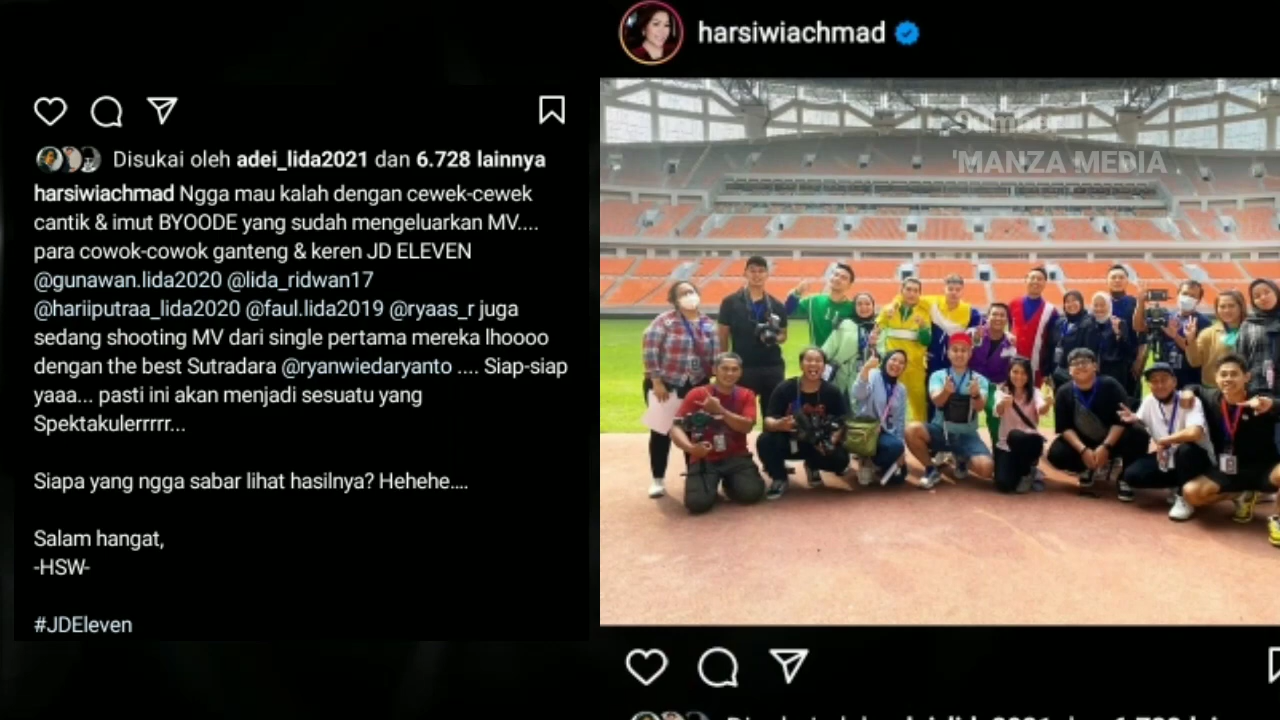 Disukai oleh adei_lida2021 dan 6.728 lainnya
harsiwiachmad Ngga mau kalah dengan cewek-cewek
cantik & imut BYOODE yang sudah mengeluarkan MV....
para cowok-cowok ganteng & keren JD ELEVEN
@gunawan.lida2020 @lida_ridwan17
@hariiputraa_lida2020 @faul.lida2019 @ryaas_r juga
sedang shooting MV dari single pertama mereka lhoooo
dengan the best Sutradara @ryanwiedaryanto .... Siap-siap
yaaa... pasti ini akan menjadi sesuatu yang
Spektakulerrrrr...
Siapa yang ngga sabar lihat hasilnya? Hehehe....
Salam hangat,
-HSW-
#JDEleven
harsiwiachmad
Sumber
'MANZA MEDIA